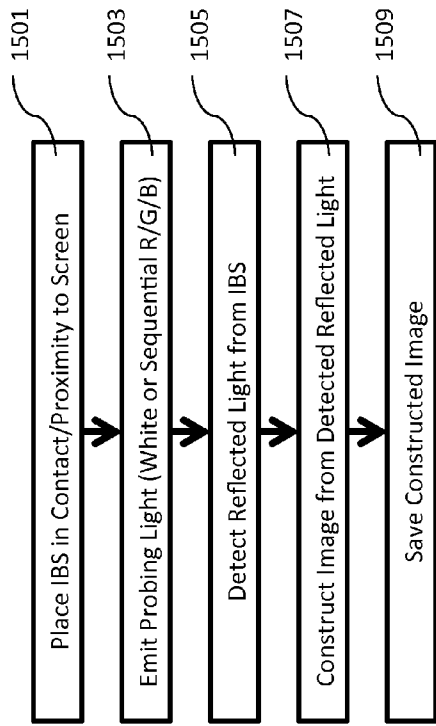 Place IBS in Contact/Proximity to Screen
1501
Emit Probing Light (White or Sequential R/G/B)
1503
Detect Reflected Light from IBS
1505
Construct Image from Detected Reflected Light
1507
Save Constructed Image
1509